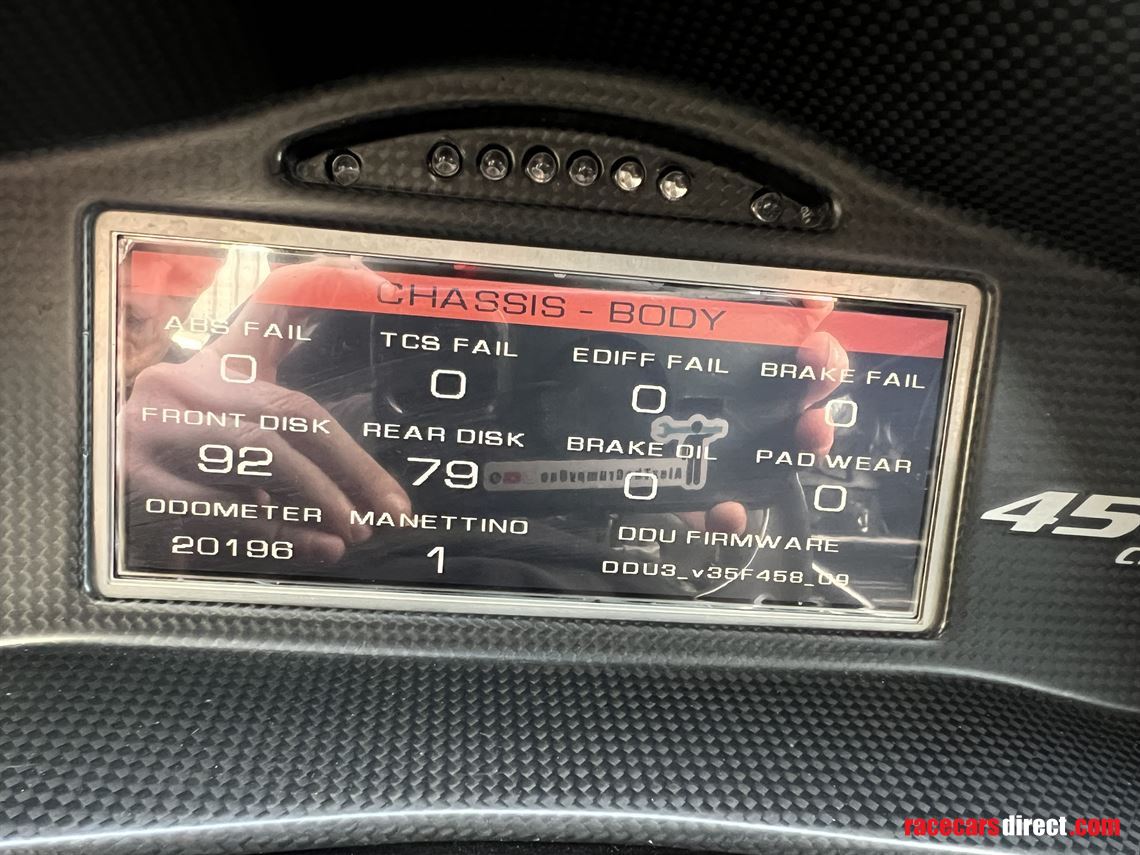 CHASSIS - BODY
ABS FAIL TCS FAIL EDIFF FAIL BRAKE FAIL
0 0 0 0
FRONT DISK REAR DISK BRAKE OIL PAD WEAR
92 79 0 0
ODOMETER MANETTINO DDU FIRMWARE
20196 1 DDU3_v35F458_09
45
racecarsdirect.com